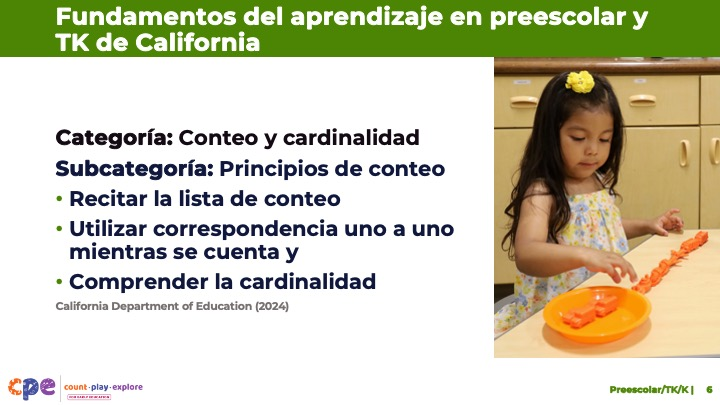 Fundamentos del aprendizaje en preescolar y
TK de California
Categoría: Conteo y cardinalidad
Subcategoría: Principios de conteo
• Recitar la lista de conteo
• Utilizar correspondencia uno a uno
mientras se cuenta y
• Comprender la cardinalidad
California Department of Education (2024)
cpe count·play·explore
Preescolar/TK/K | 6